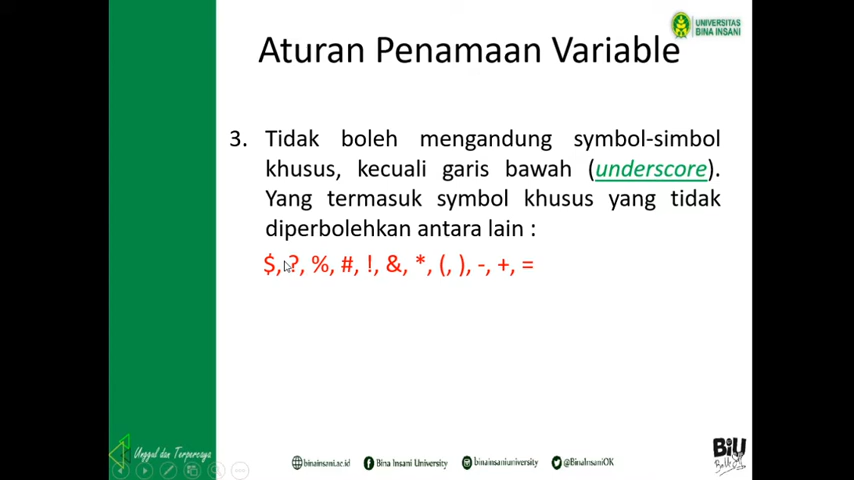 UNIVERSITAS
BINA INSANI
Aturan Penamaan Variable
3. Tidak boleh mengandung symbol-simbol
khusus, kecuali garis bawah (underscore).
Yang termasuk symbol khusus yang tidak
diperbolehkan antara lain :
$, ?, %, #, !, &, *, (, ), -, +, =
Unggul dan Terpercaya
binainsani.ac.id
Bina Insani University
binainsaniuniversity
@BinaInsaniOK
BiU